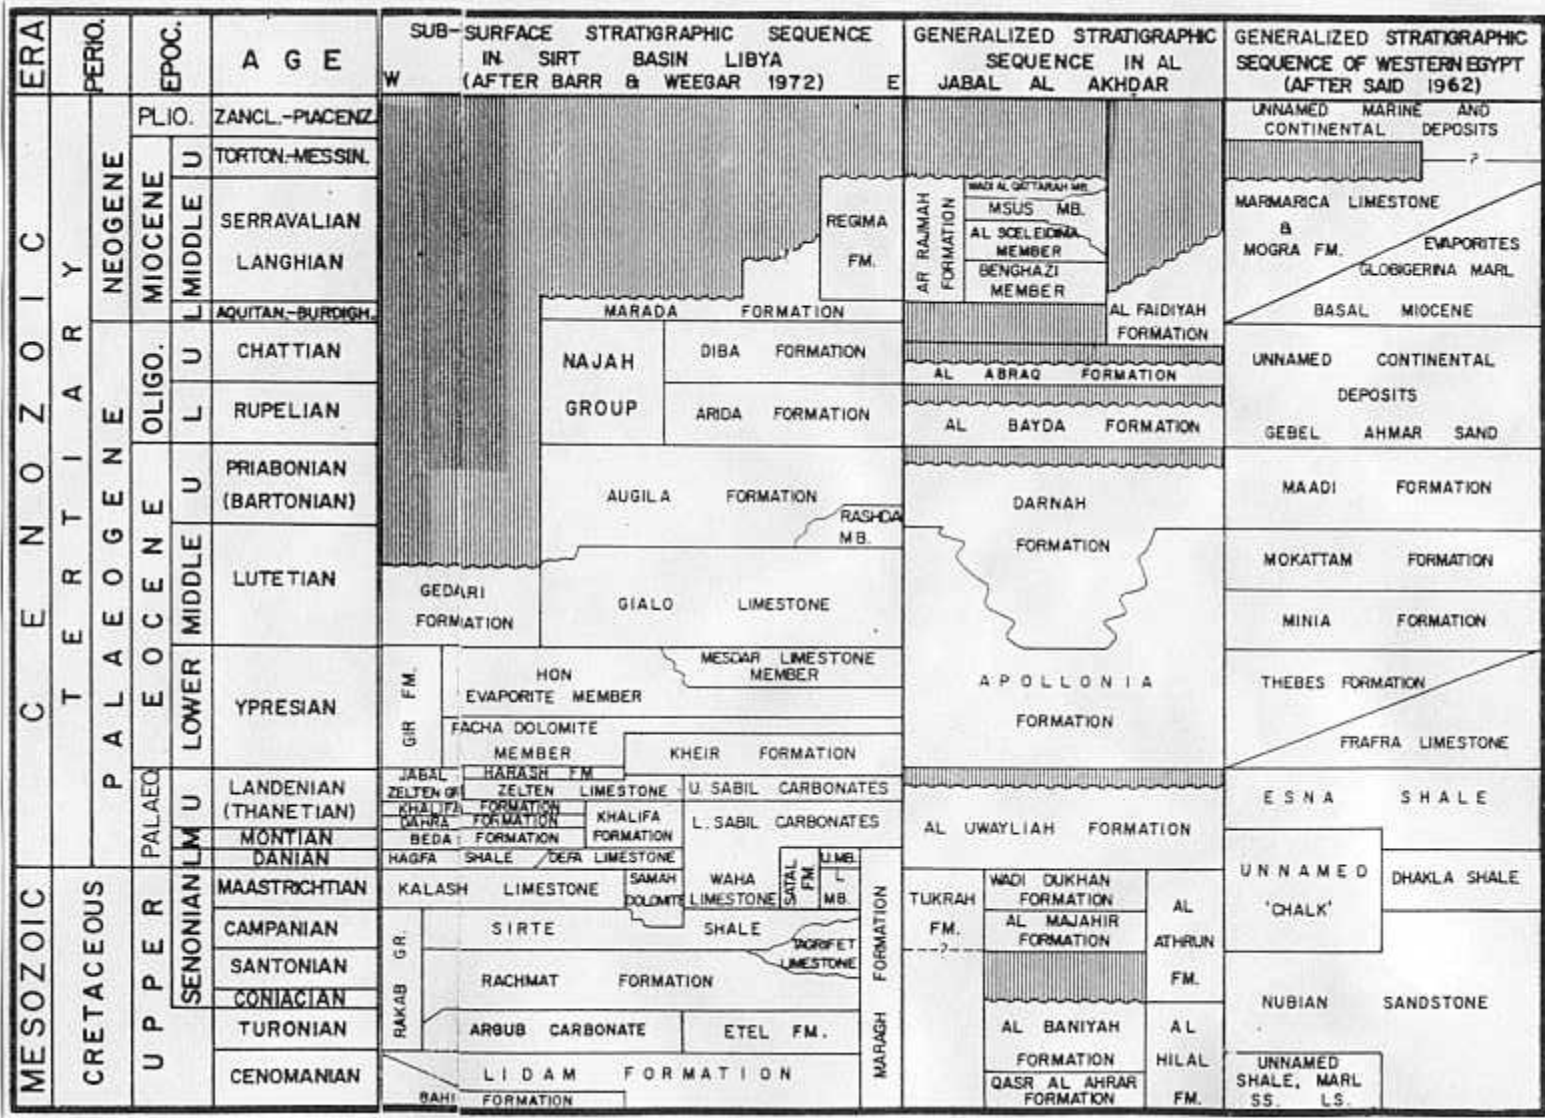 ERA
PERIO.
EPOC.
A G E
SUB-SURFACE STRATIGRAPHIC SEQUENCE
IN SIRT BASIN LIBYA
W (AFTER BARR & WEEGAR 1972) E
GENERALIZED STRATIGRAPHIC
SEQUENCE IN AL
JABAL AL AKHDAR
GENERALIZED STRATIGRAPHIC
SEQUENCE OF WESTERN EGYPT
(AFTER SAID 1962)
CENOZOIC
MESOZOIC
TERTIARY
CRETACEOUS
NEOGENE
PALAEOGENE
PLIO.
MIOCENE
OLIGO.
EOCENE
PALAEO.
UPPER
U
MIDDLE
L
U
L
U
MIDDLE
LOWER
U
M
L
SENONIAN
ZANCL.-PIACENZ.
TORTON.-MESSIN.
SERRAVALIAN
LANGHIAN
AQUITAN.-BURDIGH.
CHATTIAN
RUPELIAN
PRIABONIAN
(BARTONIAN)
LUTETIAN
YPRESIAN
LANDENIAN
(THANETIAN)
MONTIAN
DANIAN
MAASTRICHTIAN
CAMPANIAN
SANTONIAN
CONIACIAN
TURONIAN
CENOMANIAN
REGIMA
FM.
MARADA FORMATION
NAJAH
GROUP
DIBA FORMATION
ARIDA FORMATION
AUGILA FORMATION
RASHDA
MB.
GEDARI
FORMATION
GIALO LIMESTONE
GIR FM.
HON
EVAPORITE MEMBER
MESDAR LIMESTONE
MEMBER
FACHA DOLOMITE
MEMBER
KHEIR FORMATION
JABAL
ZELTEN GR
HARASH FM
ZELTEN LIMESTONE
U. SABIL CARBONATES
KHALIFA FORMATION
DAHRA FORMATION
BEDA FORMATION
KHALIFA
FORMATION
L. SABIL CARBONATES
HAGFA SHALE
DEFA LIMESTONE
KALASH LIMESTONE
SAMAH
DOLOMITE
WAHA
LIMESTONE
SATAL
FM.
U.MB.
L
MB.
MARAGH FORMATION
RAKAB GR.
SIRTE SHALE
TAGRIFET
LIMESTONE
RACHMAT FORMATION
ARGUB CARBONATE
ETEL FM.
LIDAM FORMATION
BAHI FORMATION
AR RAJMAH
FORMATION
WADI AL QATTARAH MB.
MSUS MB.
AL SCELEIDIMA
MEMBER
BENGHAZI
MEMBER
AL FAIDIYAH
FORMATION
AL ABRAQ FORMATION
AL BAYDA FORMATION
DARNAH
FORMATION
APOLLONIA
FORMATION
AL UWAYLIAH FORMATION
TUKRAH
FM.
?
WADI DUKHAN
FORMATION
AL MAJAHIR
FORMATION
AL
ATHRUN
FM.
AL BANIYAH
FORMATION
QASR AL AHRAR
FORMATION
AL
HILAL
FM.
UNNAMED MARINE AND
CONTINENTAL DEPOSITS
?
MARMARICA LIMESTONE
&
MOGRA FM.
EVAPORITES
GLOBIGERINA MARL
BASAL MIOCENE
UNNAMED CONTINENTAL
DEPOSITS
GEBEL AHMAR SAND
MAADI FORMATION
MOKATTAM FORMATION
MINIA FORMATION
THEBES FORMATION
FRAFRA LIMESTONE
ESNA SHALE
UNNAMED
'CHALK'
DHAKLA SHALE
NUBIAN SANDSTONE
UNNAMED
SHALE, MARL
SS. LS.